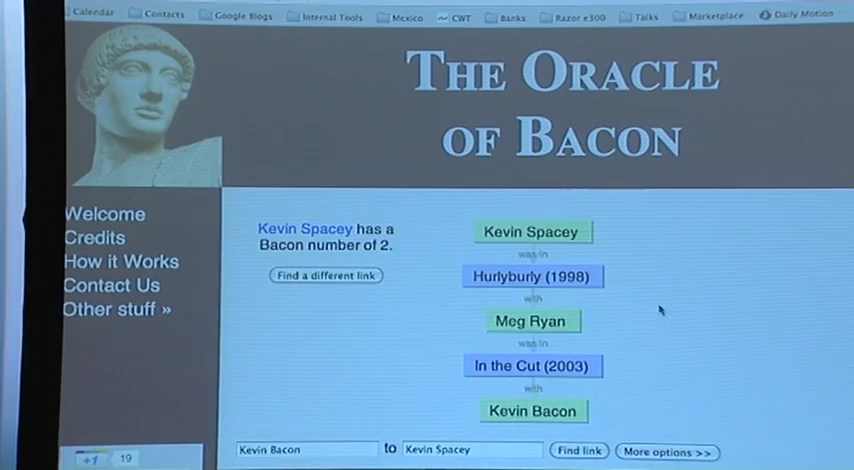 Calendar Contacts Google Blogs Internal Tools Mexico CWT Banks Razor e300 Talks Marketplace Daily Motion
THE ORACLE
OF BACON
Welcome
Credits
How it Works
Contact Us
Other stuff »
Kevin Spacey has a
Bacon number of 2.
Find a different link
Kevin Spacey
was in
Hurlyburly (1998)
with
Meg Ryan
was in
In the Cut (2003)
with
Kevin Bacon
Kevin Bacon to Kevin Spacey Find link More options >>
+1 19